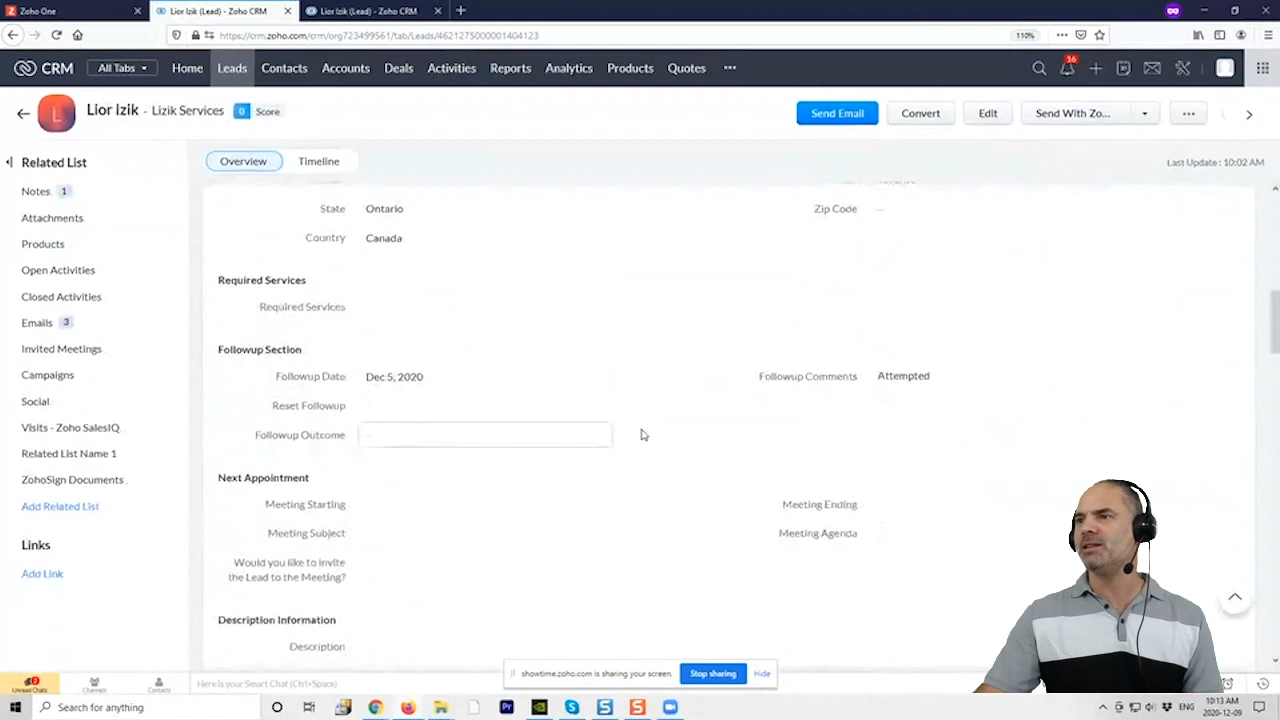 Zoho One
Lior Izik (Lead) - Zoho CRM
Lior Izik (Lead) - Zoho CRM
https://crm.zoho.com/crm/org723499561/tab/Leads/4621275000001404123
110%
CRM
All Tabs
Home
Leads
Contacts
Accounts
Deals
Activities
Reports
Analytics
Products
Quotes
16
L
Lior Izik - Lizik Services
0 Score
Send Email
Convert
Edit
Send With Zo...
Related List
Overview
Timeline
Last Update : 10:02 AM
Notes 1
Attachments
Products
Open Activities
Closed Activities
Emails 3
Invited Meetings
Campaigns
Social
Visits - Zoho SalesIQ
Related List Name 1
ZohoSign Documents
Add Related List
Links
Add Link
State Ontario
Zip Code —
Country Canada
Required Services
Required Services
Followup Section
Followup Date Dec 5, 2020
Followup Comments Attempted
Reset Followup
Followup Outcome
Next Appointment
Meeting Starting
Meeting Ending
Meeting Subject
Meeting Agenda
Would you like to invite
the Lead to the Meeting?
Description Information
Description
showtime.zoho.com is sharing your screen.
Stop sharing
Hide
Unread Chats
Channels
Contacts
Here is your Smart Chat (Ctrl+Space)
Search for anything
Pr
S
S
S
ENG
10:13 AM
2020-12-09